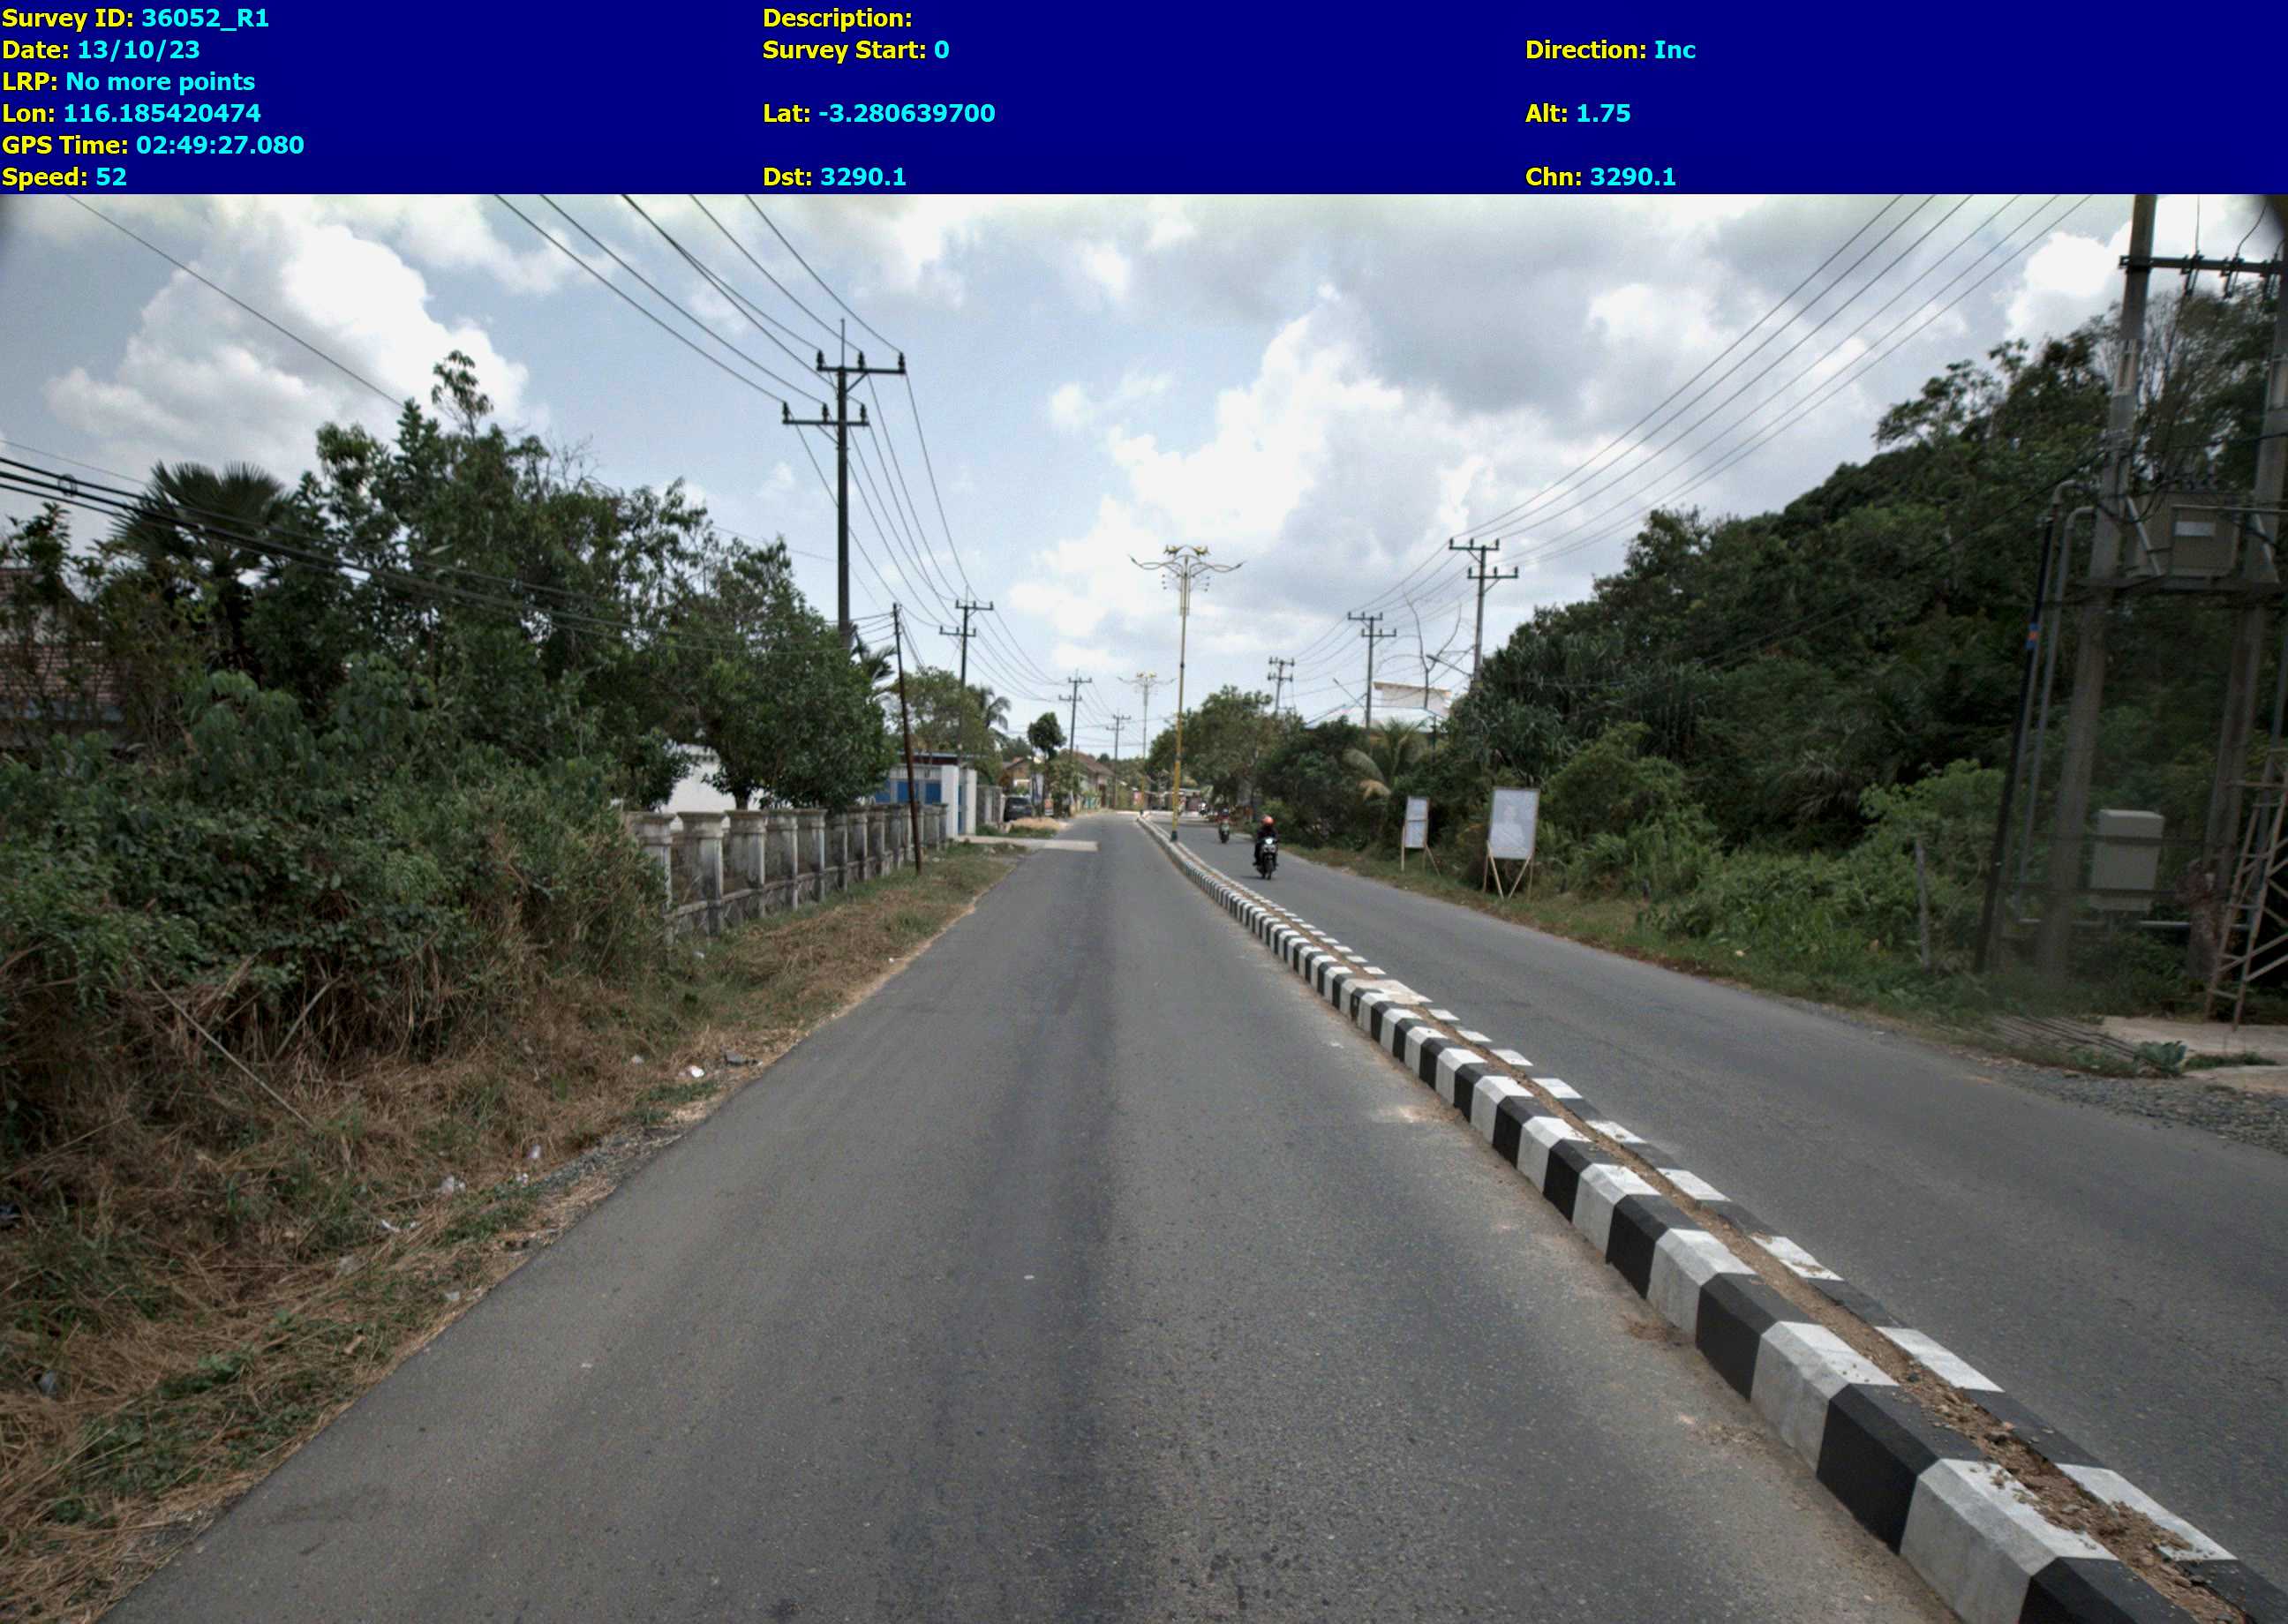 Survey ID: 36052_R1
Description:
Date: 13/10/23
Survey Start: 0
Direction: Inc
LRP: No more points
Lon: 116.185420474
Lat: -3.280639700
Alt: 1.75
GPS Time: 02:49:27.080
Speed: 52
Dst: 3290.1
Chn: 3290.1